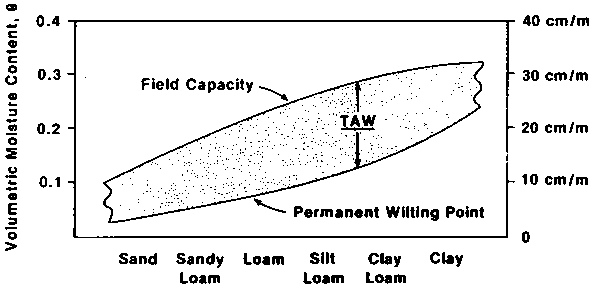 Volumetric Moisture Content, θ
0.4
0.3
0.2
0.1
40 cm/m
30 cm/m
20 cm/m
10 cm/m
0
Field Capacity
TAW
Permanent Wilting Point
Sand
Sandy
Loam
Loam
Silt
Loam
Clay
Loam
Clay